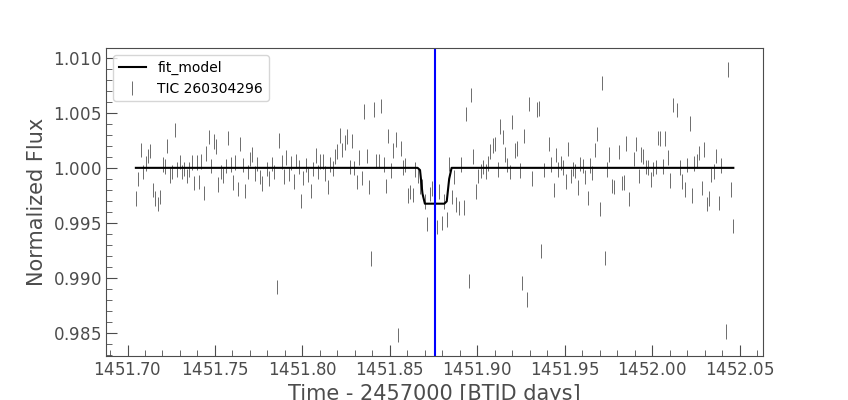 1.010
1.005
1.000
0.995
0.990
0.985
Normalized Flux
fit_model
TIC 260304296
1451.70 1451.75 1451.80 1451.85 1451.90 1451.95 1452.00 1452.05
Time - 2457000 [BTJD days]